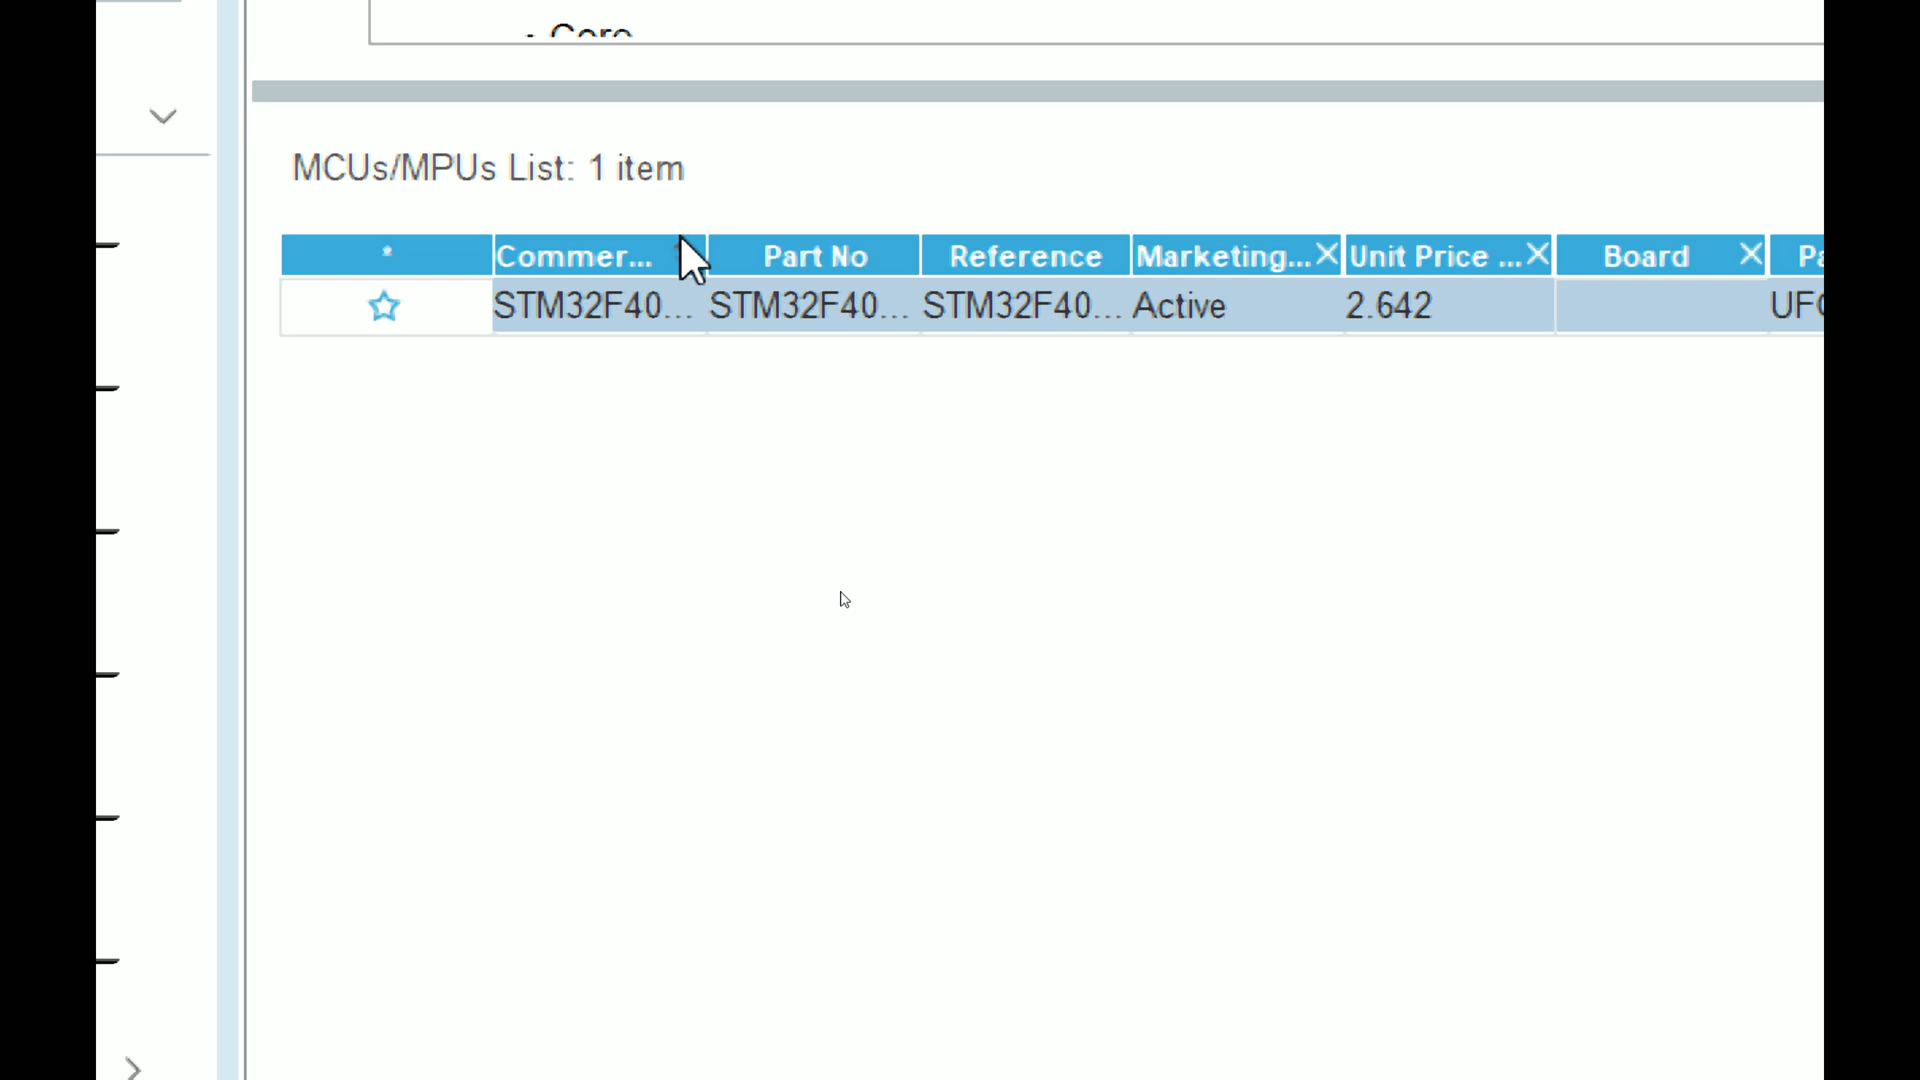 · Core
MCUs/MPUs List: 1 item
* Commer... Part No Reference Marketing... Unit Price ... Board
STM32F40... STM32F40... STM32F40... Active 2.642